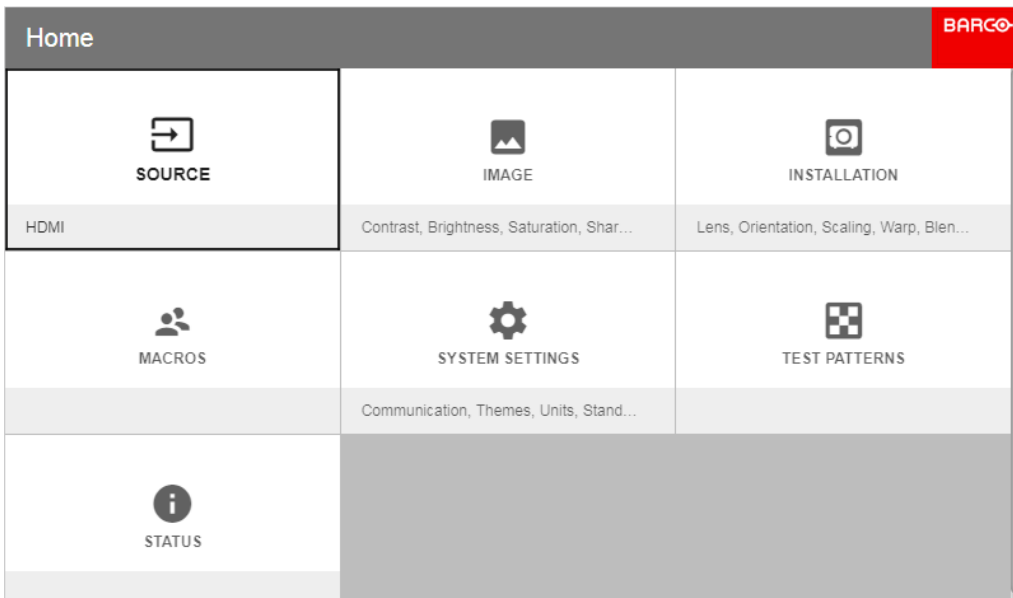 Home
BARCO
SOURCE
IMAGE
INSTALLATION
HDMI
Contrast, Brightness, Saturation, Shar...
Lens, Orientation, Scaling, Warp, Blen...
MACROS
SYSTEM SETTINGS
TEST PATTERNS
Communication, Themes, Units, Stand...
STATUS